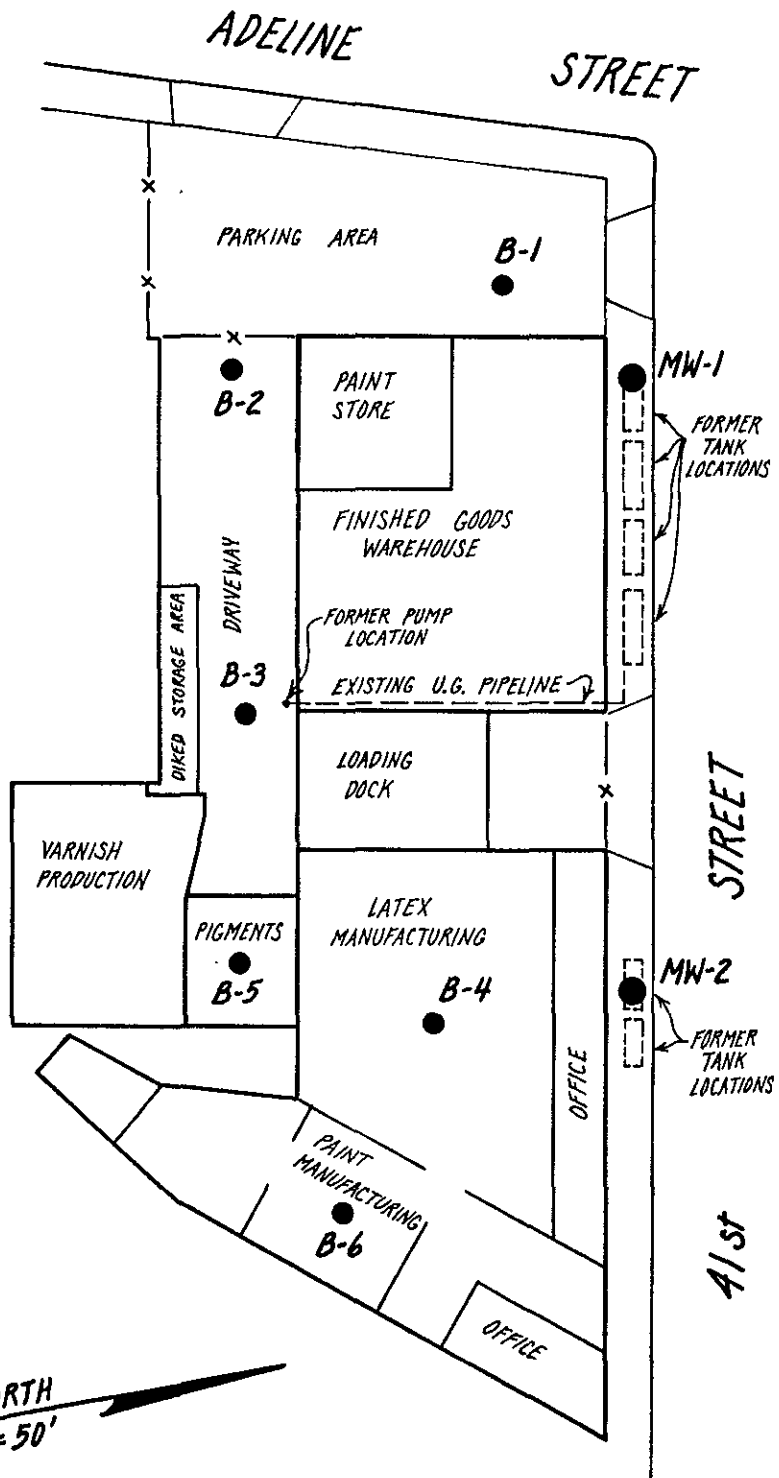 ADELINE STREET
PARKING AREA
B-1
B-2
PAINT
STORE
MW-1
FORMER
TANK
LOCATIONS
FINISHED GOODS
WAREHOUSE
DRIVEWAY
DIKED STORAGE AREA
FORMER PUMP
LOCATION
B-3
EXISTING U.G. PIPELINE
LOADING
DOCK
VARNISH
PRODUCTION
PIGMENTS
B-5
LATEX
MANUFACTURING
B-4
OFFICE
MW-2
FORMER
TANK
LOCATIONS
41st STREET
PAINT
MANUFACTURING
B-6
OFFICE
RTH
= 50'